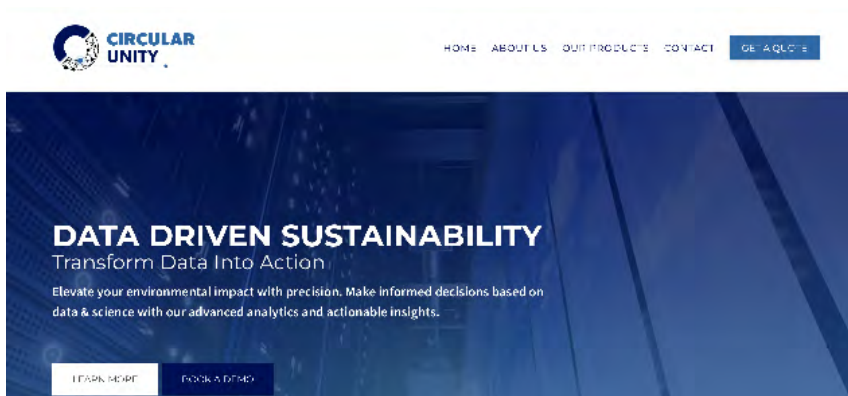 CIRCULAR
UNITY
HOME ABOUT US OUR PRODUCTS CONTACT GET A QUOTE
DATA DRIVEN SUSTAINABILITY
Transform Data Into Action
Elevate your environmental impact with precision. Make informed decisions based on
data & science with our advanced analytics and actionable insights.
LEARN MORE BOOK A DEMO